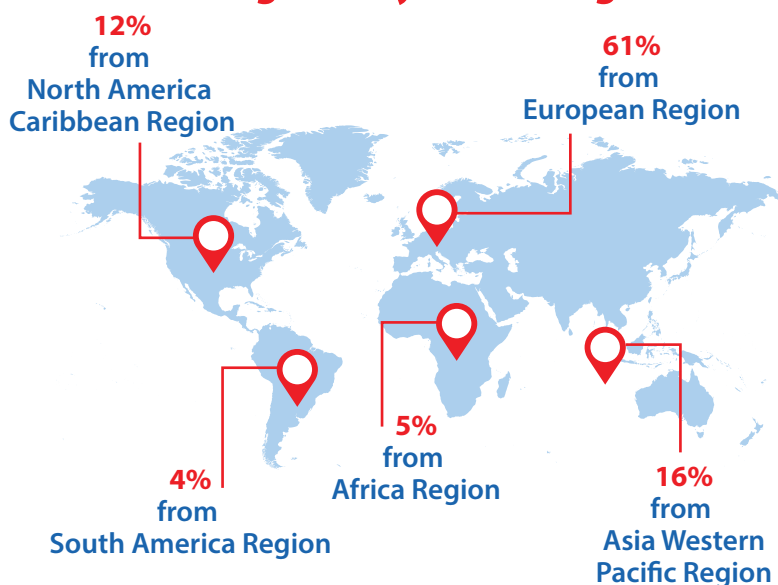 12%
from
North America
Caribbean Region
61%
from
European Region
4%
from
South America Region
5%
from
Africa Region
16%
from
Asia Western
Pacific Region